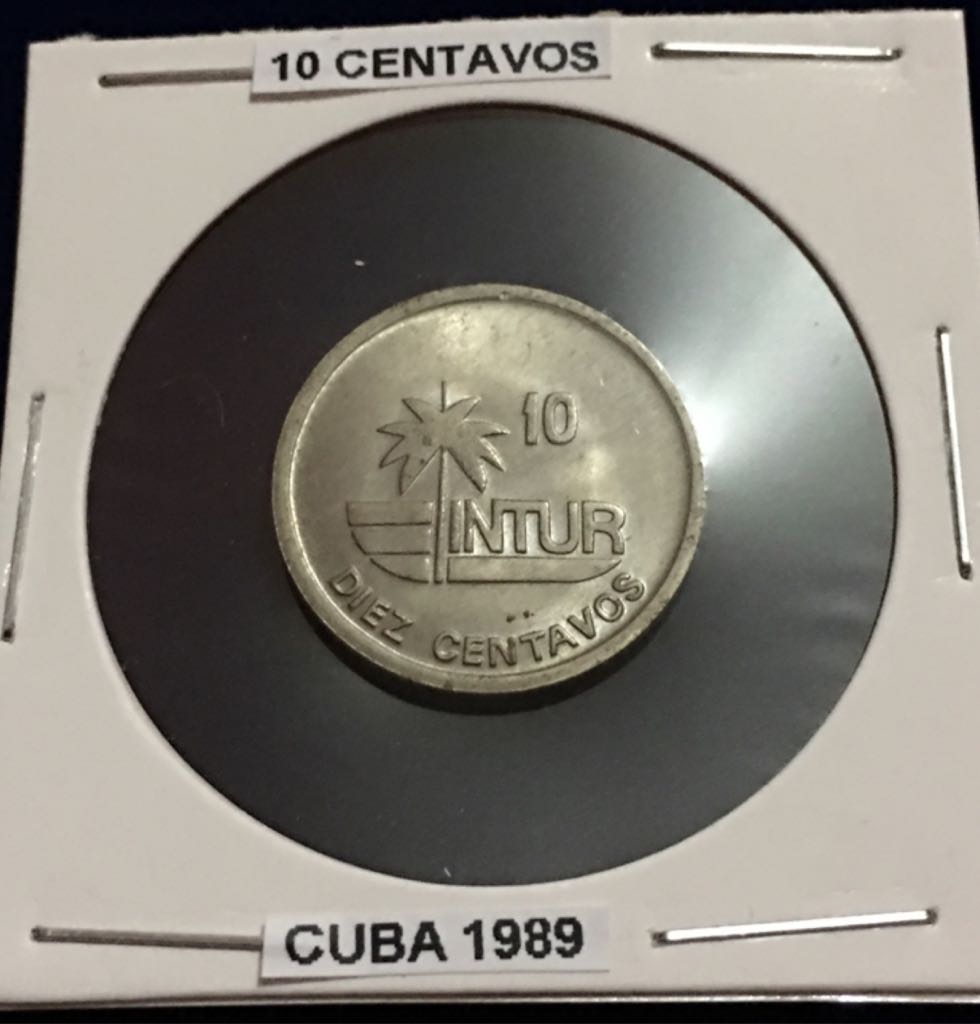 10 CENTAVOS
10
INTUR
DIEZ CENTAVOS
CUBA 1989